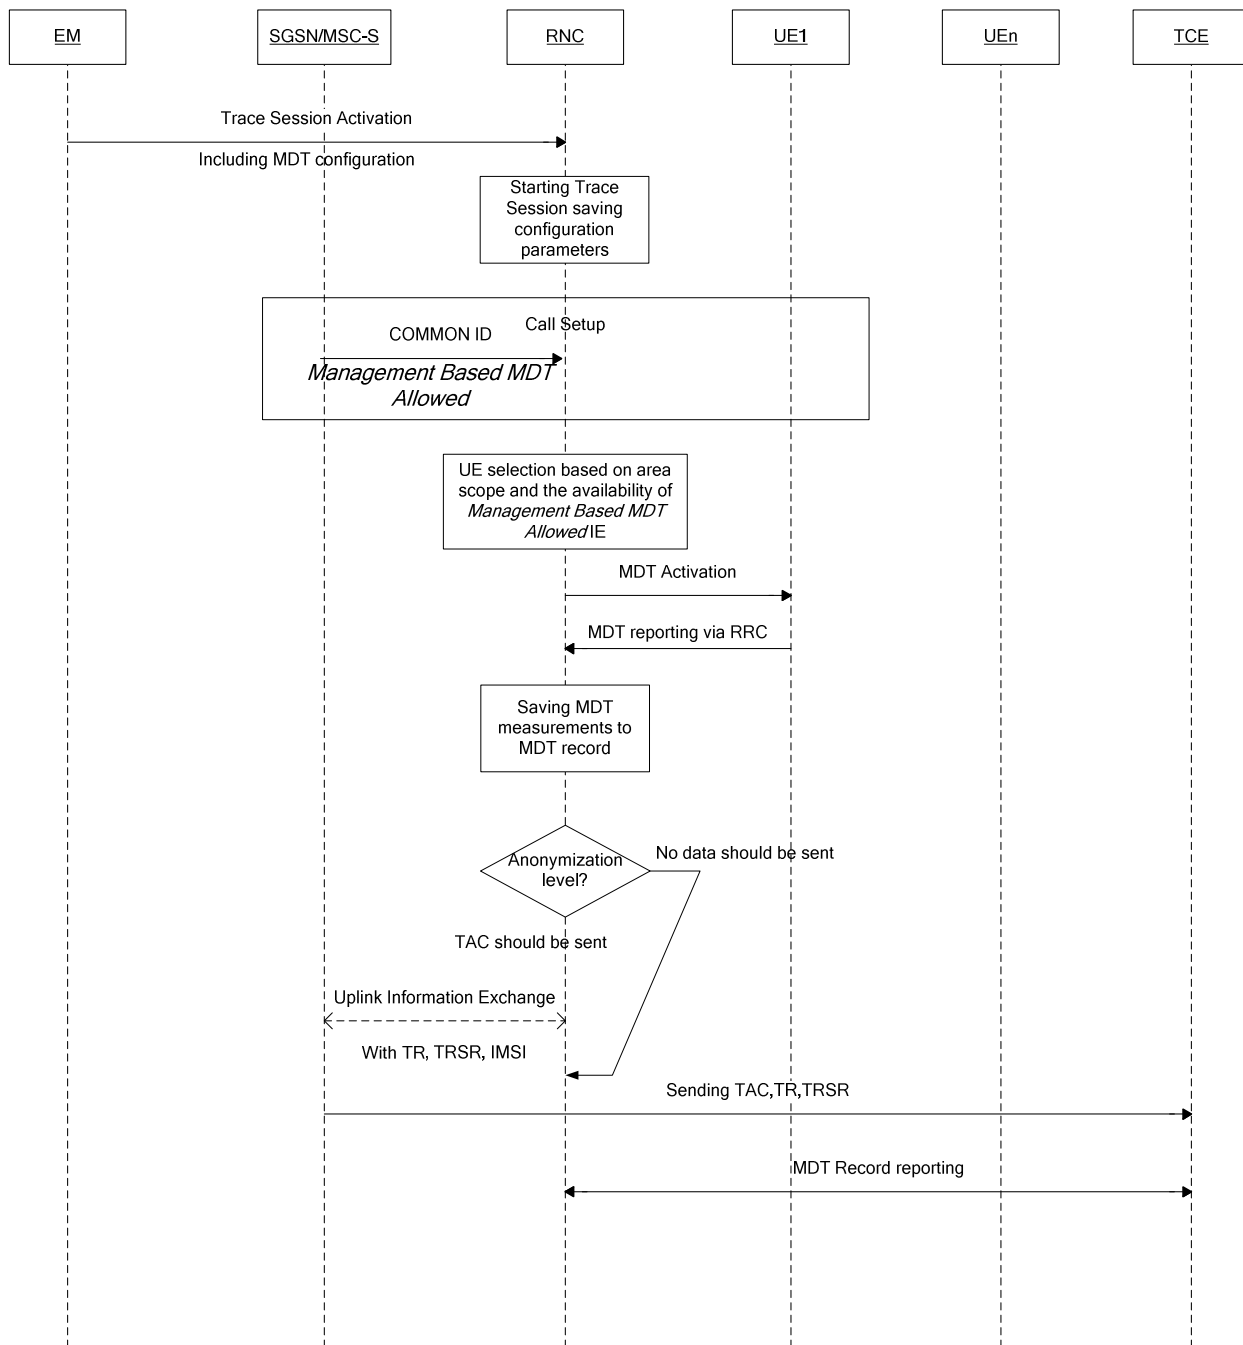 EM
SGSN/MSC-S
RNC
UE1
UEn
TCE
Trace Session Activation
Including MDT configuration
Starting Trace
Session saving
configuration
parameters
Call Setup
COMMON ID
Management Based MDT
Allowed
UE selection based on area
scope and the availability of
Management Based MDT
Allowed IE
MDT Activation
MDT reporting via RRC
Saving MDT
measurements to
MDT record
Anonymization
level?
No data should be sent
TAC should be sent
Uplink Information Exchange
With TR, TRSR, IMSI
Sending TAC,TR,TRSR
MDT Record reporting